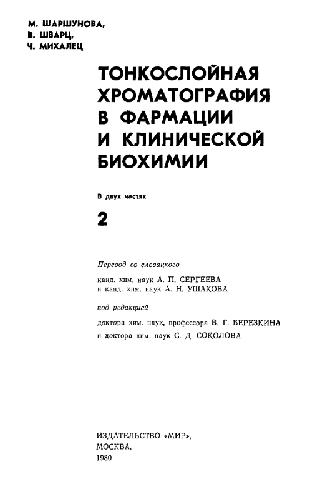 М. ШАРШУНОВА,
В. ШВАРЦ,
Ч. МИХАЛЕЦ
ТОНКОСЛОЙНАЯ
ХРОМАТОГРАФИЯ
В ФАРМАЦИИ
И КЛИНИЧЕСКОЙ
БИОХИМИИ
В двух частях
2
Перевод со словацкого
канд. хим. наук А. П. СЕРГЕЕВА
и канд. хим. наук А. Н. УШАКОВА
под редакцией
доктора хим. наук, профессора В. Г. БЕРЕЗКИНА
и доктора хим. наук С. Д. СОКОЛОВА
ИЗДАТЕЛЬСТВО «МИР»,
МОСКВА,
1980